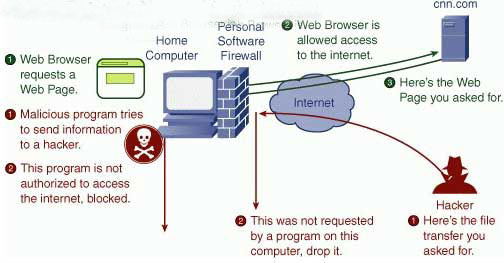 cnn.com
Personal
Software
Firewall
Home
Computer
2 Web Browser is
allowed access
to the internet.
1 Web Browser
requests a
Web Page.
3 Here's the Web
Page you asked for.
Internet
1 Malicious program tries
to send information
to a hacker.
2 This program is not
authorized to access
the internet, blocked.
2 This was not requested
by a program on this
computer, drop it.
Hacker
1 Here's the file
transfer you
asked for.